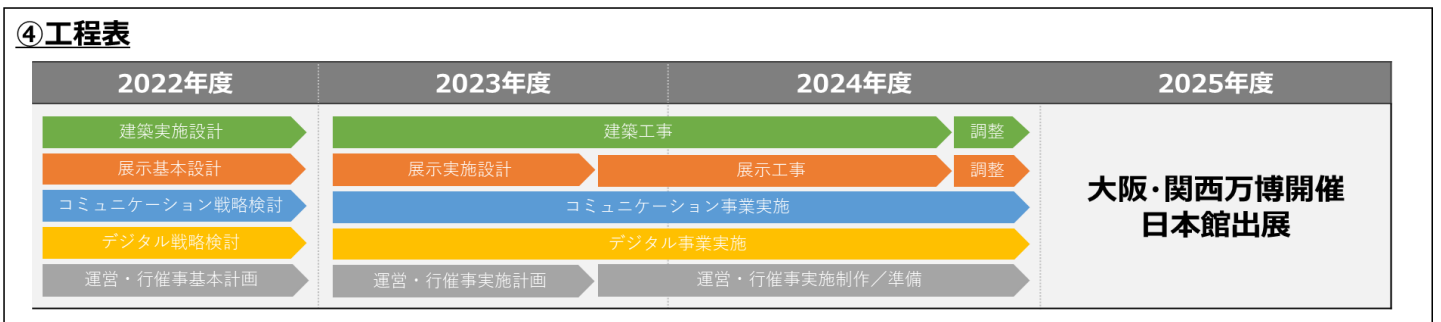 ④工程表
2022年度 2023年度 2024年度 2025年度
建築実施設計 建築工事 調整
展示基本設計 展示実施設計 展示工事 調整
コミュニケーション戦略検討 コミュニケーション事業実施
デジタル戦略検討 デジタル事業実施
運営・行催事基本計画 運営・行催事実施計画 運営・行催事実施制作／準備
大阪・関西万博開催
日本館出展